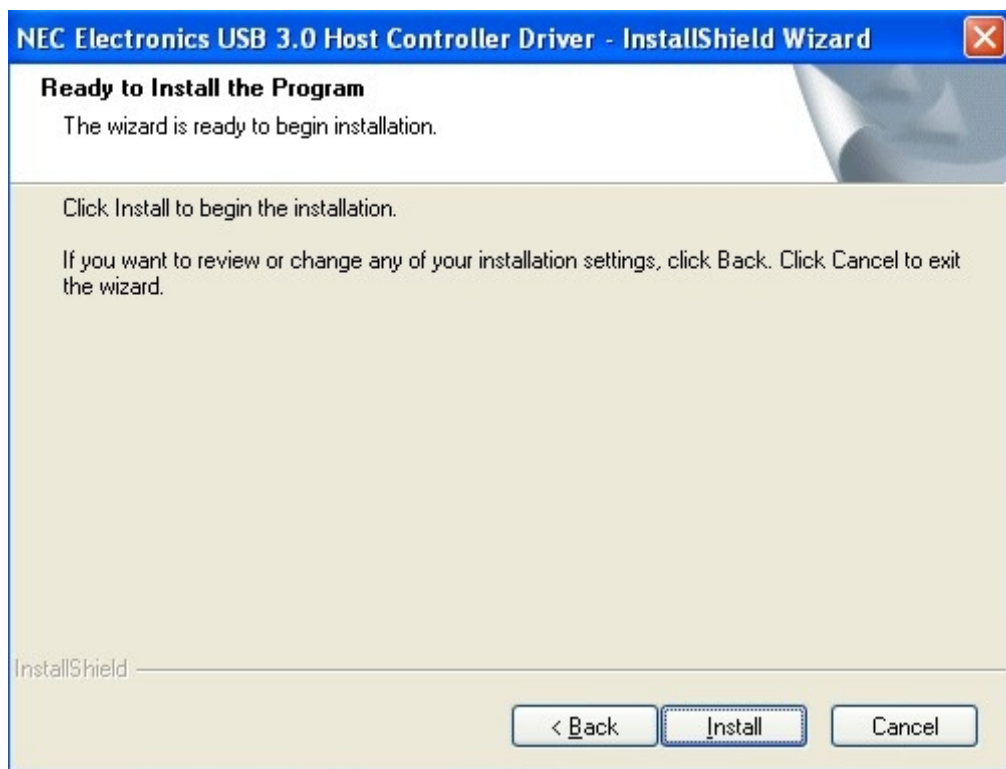 NEC Electronics USB 3.0 Host Controller Driver - InstallShield Wizard
Ready to Install the Program
The wizard is ready to begin installation.
Click Install to begin the installation.
If you want to review or change any of your installation settings, click Back. Click Cancel to exit
the wizard.
InstallShield
< Back Install Cancel